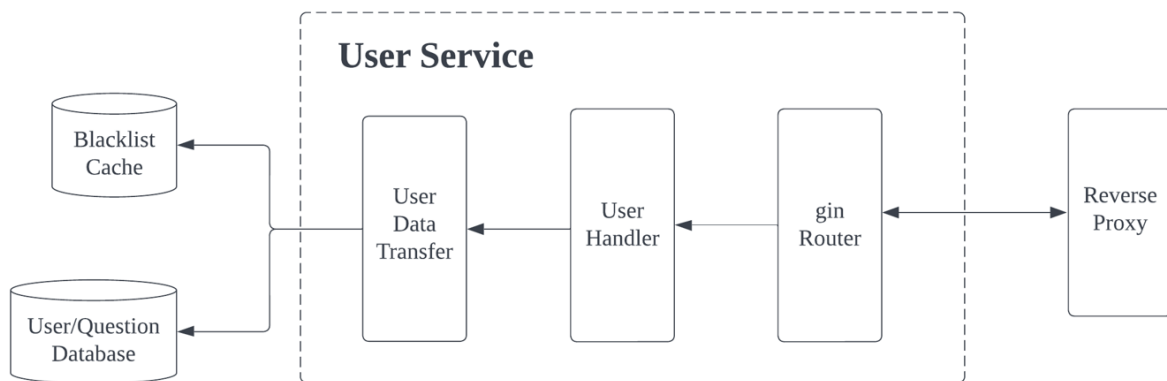 User Service
Blacklist
Cache
User/Question
Database
User
Data
Transfer
User
Handler
gin
Router
Reverse
Proxy